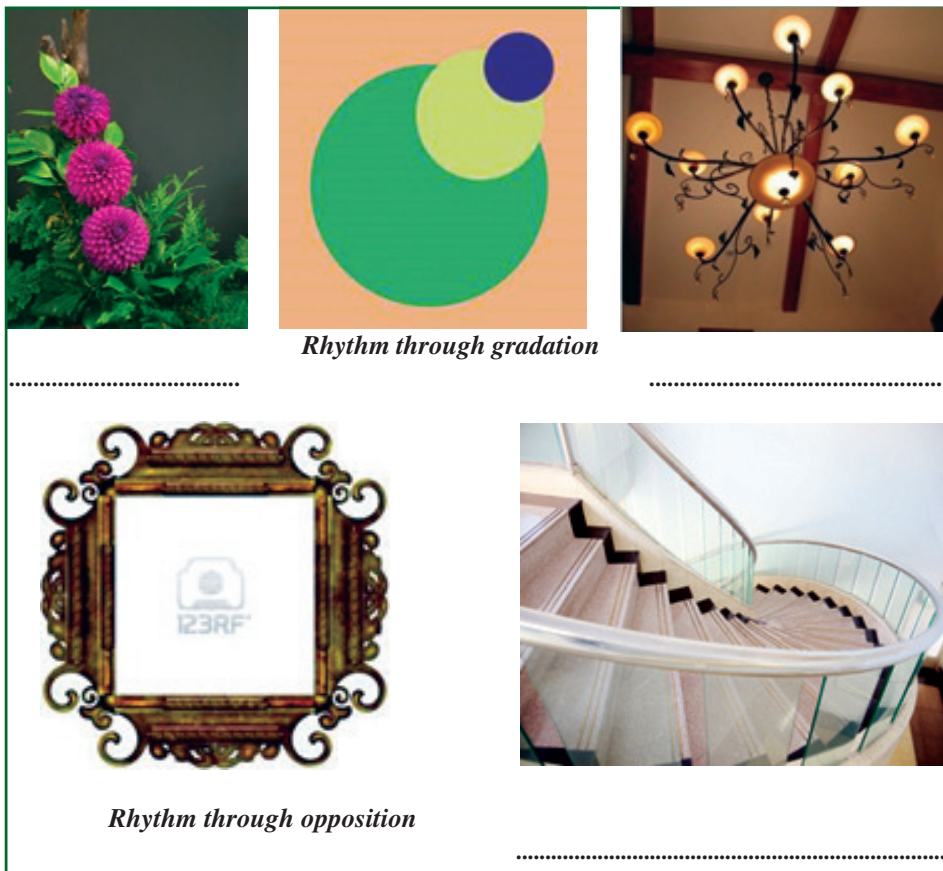 Rhythm through gradation
........................................
..................................................
123RF
Rhythm through opposition
........................................................................